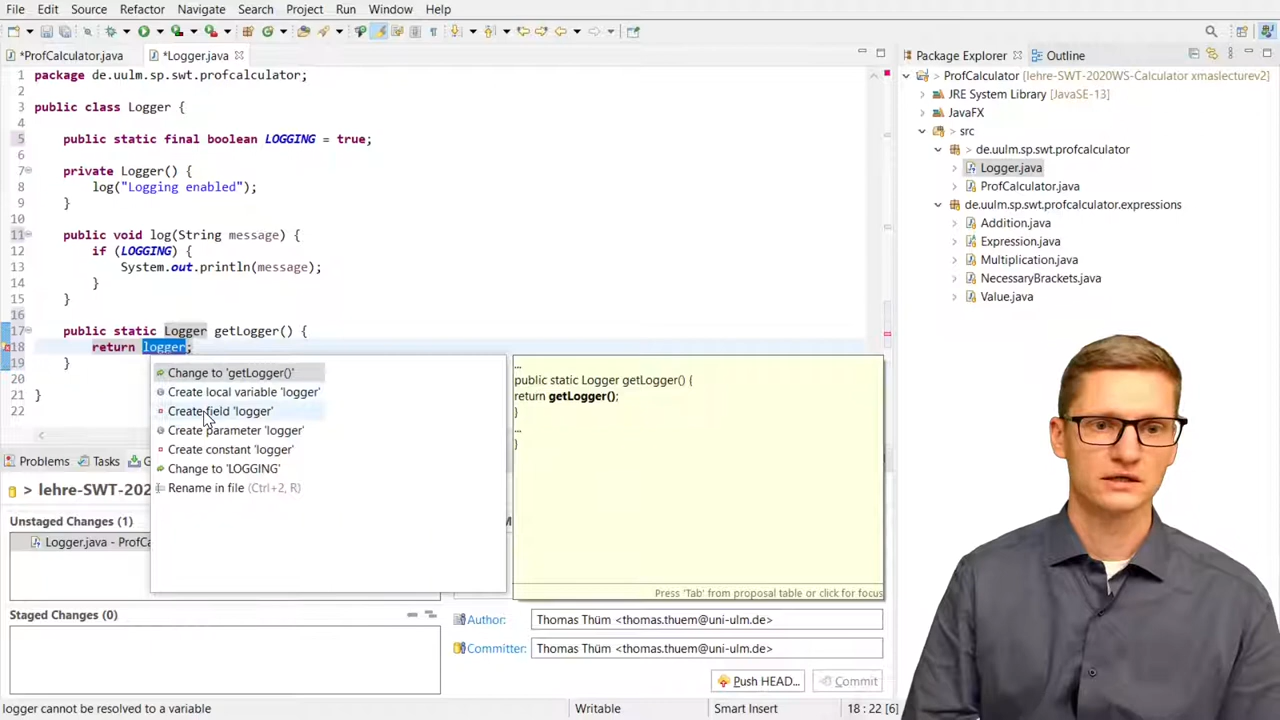 File Edit Source Refactor Navigate Search Project Run Window Help
*ProfCalculator.java
*Logger.java
1 package de.uulm.sp.swt.profcalculator;
2
3 public class Logger {
4
5 public static final boolean LOGGING = true;
6
7 private Logger() {
8 log("Logging enabled");
9 }
10
11 public void log(String message) {
12 if (LOGGING) {
13 System.out.println(message);
14 }
15 }
16
17 public static Logger getLogger() {
18 return logger;
19 }
20
21 }
22
Change to 'getLogger()'
Create local variable 'logger'
Create field 'logger'
Create parameter 'logger'
Create constant 'logger'
Change to 'LOGGING'
Rename in file (Ctrl+2, R)
...
public static Logger getLogger() {
return getLogger();
}
...
}
Press 'Tab' from proposal table or click for focus
Package Explorer
Outline
> ProfCalculator [lehre-SWT-2020WS-Calculator xmaslecturev2]
JRE System Library [JavaSE-13]
JavaFX
> src
> de.uulm.sp.swt.profcalculator
Logger.java
ProfCalculator.java
de.uulm.sp.swt.profcalculator.expressions
Addition.java
Expression.java
Multiplication.java
NecessaryBrackets.java
Value.java
Problems
Tasks
> lehre-SWT-202
Unstaged Changes (1)
Logger.java - ProfCa
Staged Changes (0)
Author: Thomas Thüm <thomas.thuem@uni-ulm.de>
Committer: Thomas Thüm <thomas.thuem@uni-ulm.de>
Push HEAD...
Commit
logger cannot be resolved to a variable
Writable
Smart Insert
18 : 22 [6]